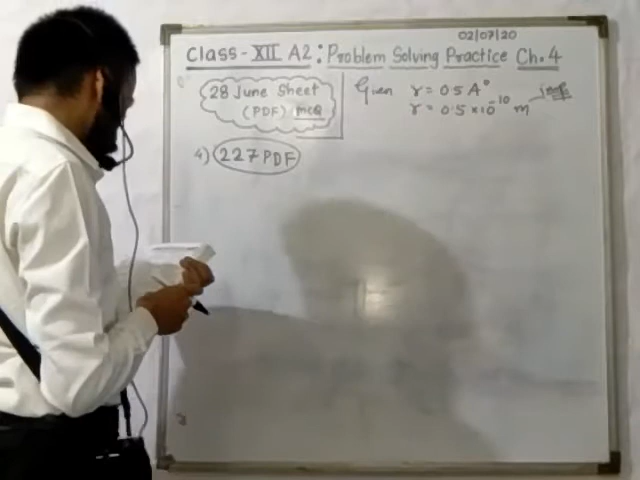 02/07/20
Class - XII A2 : Problem Solving Practice Ch. 4
28 June Sheet
(PDF) MCQ
Given r = 0.5 A°
r = 0.5 × 10⁻¹⁰ m
4) 227 PDF